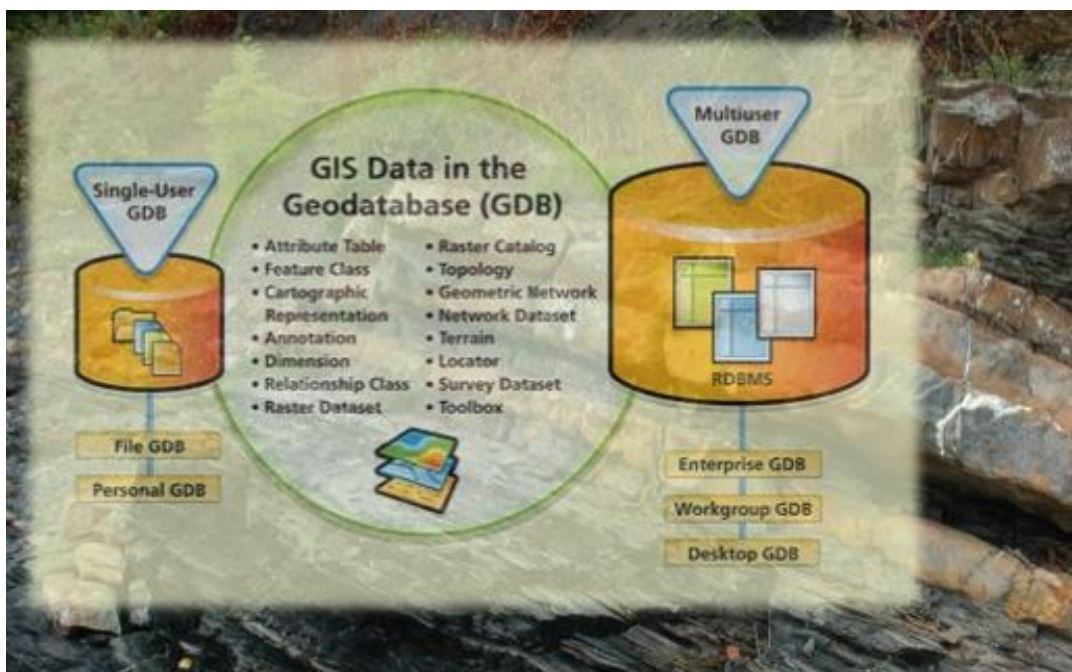 Single-User
GDB
File GDB
Personal GDB
GIS Data in the
Geodatabase (GDB)
• Attribute Table
• Feature Class
• Cartographic
Representation
• Annotation
• Dimension
• Relationship Class
• Raster Dataset
• Raster Catalog
• Topology
• Geometric Network
• Network Dataset
• Terrain
• Locator
• Survey Dataset
• Toolbox
Multiuser
GDB
RDBMS
Enterprise GDB
Workgroup GDB
Desktop GDB